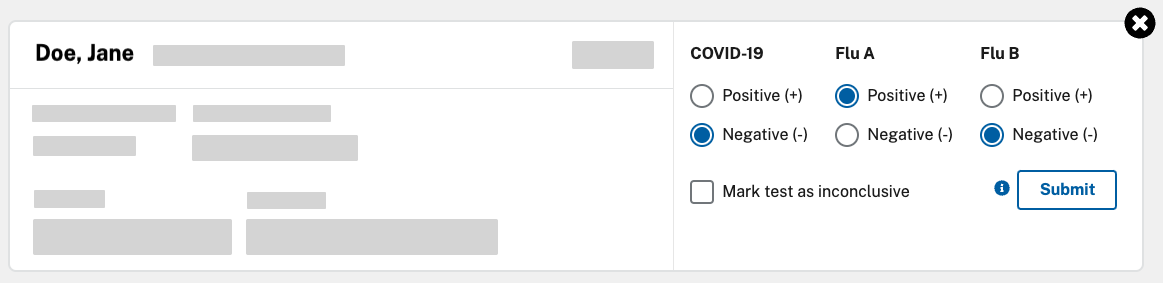 Doe, Jane
COVID-19 Flu A Flu B
Positive (+) Positive (+) Positive (+)
Negative (-) Negative (-) Negative (-)
Mark test as inconclusive Submit